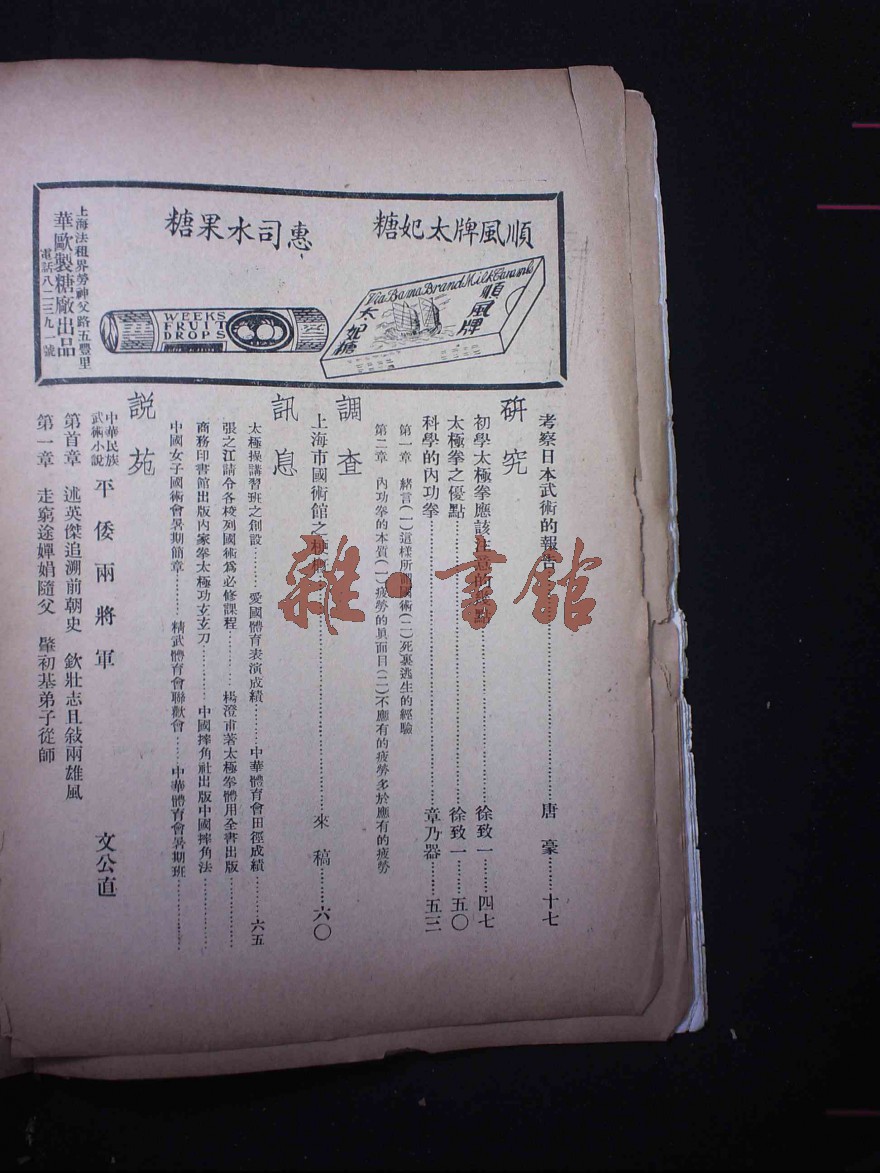 順風牌太妃糖
惠司水果糖
Via Banna Brand Milk Caramels
順風牌
太妃糖
WEEKS
FRUIT
DROPS
上海法租界勞神父路五豐里
華歐製糖廠出品
電話八二三九一號
研究
考察日本武術的報告……唐豪……十七
初學太極拳應該注意的幾點……徐致一……四七
太極拳之優點……徐致一……五〇
科學的內功拳……章乃器……五三
第一章 緒言(一)這樣所謂國術(二)死裏逃生的經驗
第二章 內功拳的本質(一)疲勞的眞面目(二)不應有的疲勞多於應有的疲勞
調查
上海市國術館之……來稿……六〇
訊息
太極操講習班之創設……愛國體育表演成績……中華體育會田徑成績……六五
張之江請令各校列國術爲必修課程……楊澄甫著太極拳體用全書出版……
商務印書館出版內家拳太極功玄玄刀……中國摔角社出版中國摔角法……
中國女子國術會暑期簡章……精武體育會聯歡會……中華體育會暑期班……
說苑
中華民族武術小說 平倭兩將軍 文公直
第首章 述英傑追溯前朝史 欽壯志且敍兩雄風
第一章 走窮途嬋娟隨父 肇初基弟子從師
雜·書館